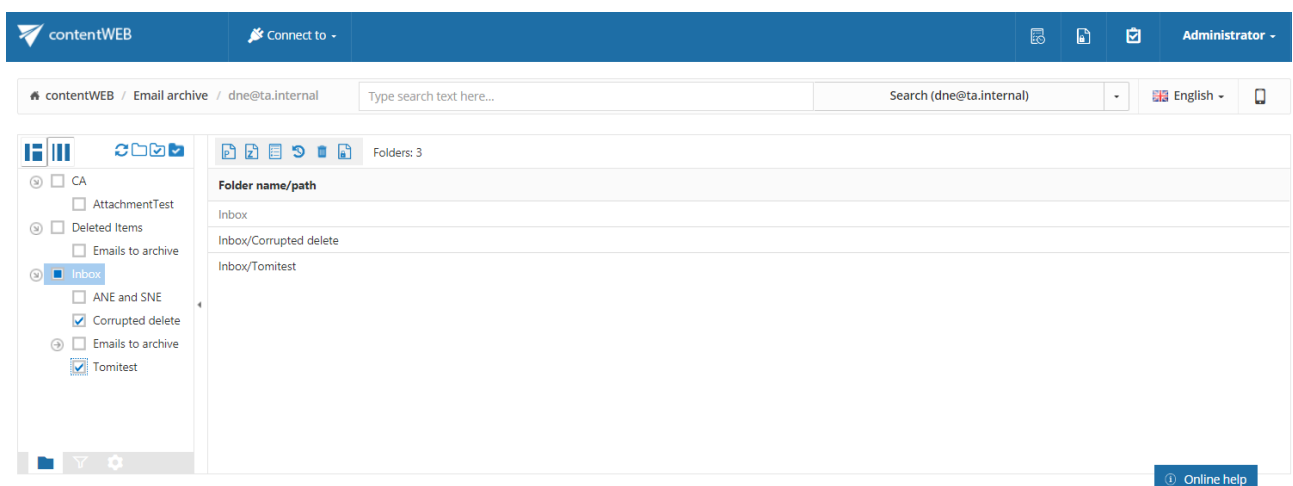 contentWEB
Connect to
Administrator
contentWEB / Email archive / dne@ta.internal
Type search text here...
Search (dne@ta.internal)
English
Folders: 3
CA
AttachmentTest
Deleted Items
Emails to archive
Inbox
ANE and SNE
Corrupted delete
Emails to archive
Tomitest
Folder name/path
Inbox
Inbox/Corrupted delete
Inbox/Tomitest
Online help